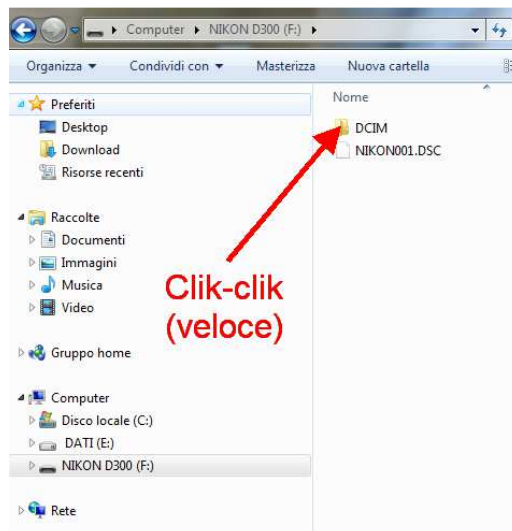 Computer NIKON D300 (F:)
Organizza Condividi con Masterizza Nuova cartella
Preferiti
Desktop
Download
Risorse recenti
Raccolte
Documenti
Immagini
Musica
Video
Gruppo home
Computer
Disco locale (C:)
DATI (E:)
NIKON D300 (F:)
Rete
Nome
DCIM
NIKON001.DSC
Clik-clik
(veloce)